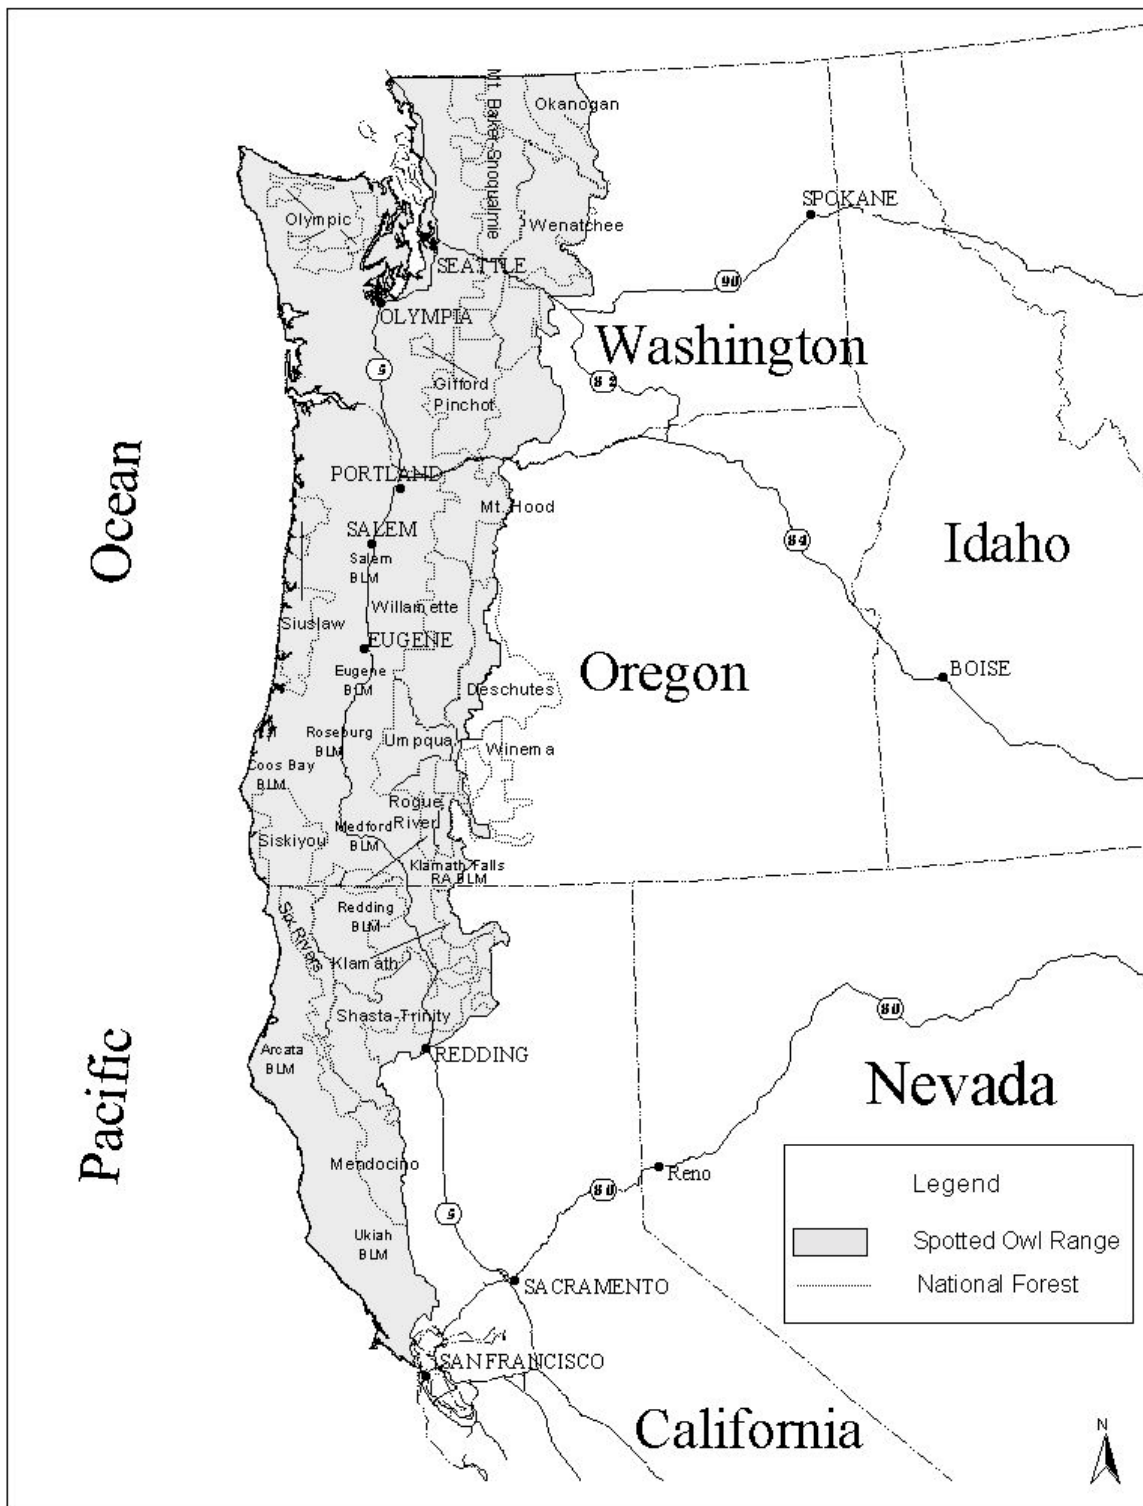 Okanogan
Mt. Baker-Snoqualmie
SPOKANE
Olympic
Wenatchee
SEATTLE
90
OLYMPIA
Washington
5
82
Gifford
Pinchot
Ocean
PORTLAND
Mt. Hood
SALEM
84
Idaho
Salem
BLM
Willamette
Siuslaw
EUGENE
Eugene
BLM
Oregon
BOISE
Deschutes
Roseburg
BLM
Umpqua
Winema
Coos Bay
BLM
Rogue
River
Medford
BLM
Siskiyou
Klamath Falls
RA BLM
Redding
BLM
Six Rivers
Klamath
Shasta-Trinity
80
Arcata
BLM
REDDING
Nevada
Pacific
Mendocino
Reno
80
5
Ukiah
BLM
SACRAMENTO
Legend
Spotted Owl Range
National Forest
SAN FRANCISCO
California
N